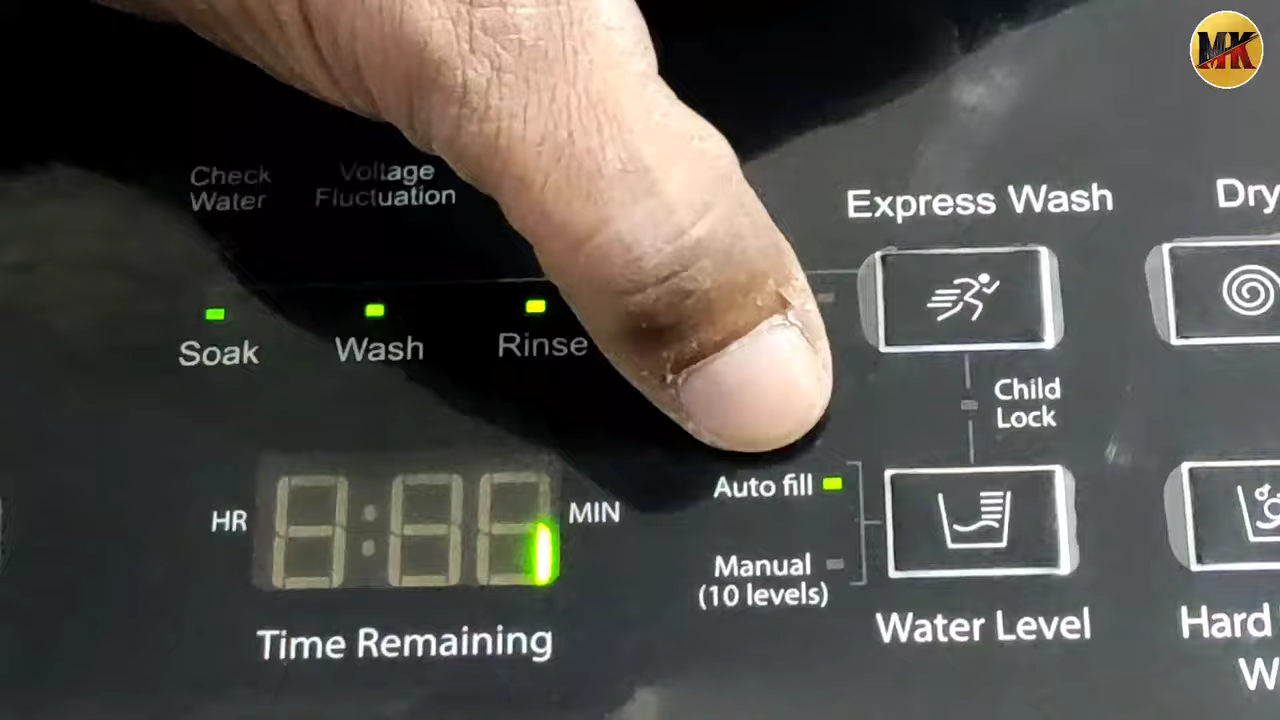 MK
Check
Water
Voltage
Fluctuation
Express Wash
Dry
Soak
Wash
Rinse
Child
Lock
Auto fill
HR
MIN
Manual
(10 levels)
Time Remaining
Water Level
Hard
W